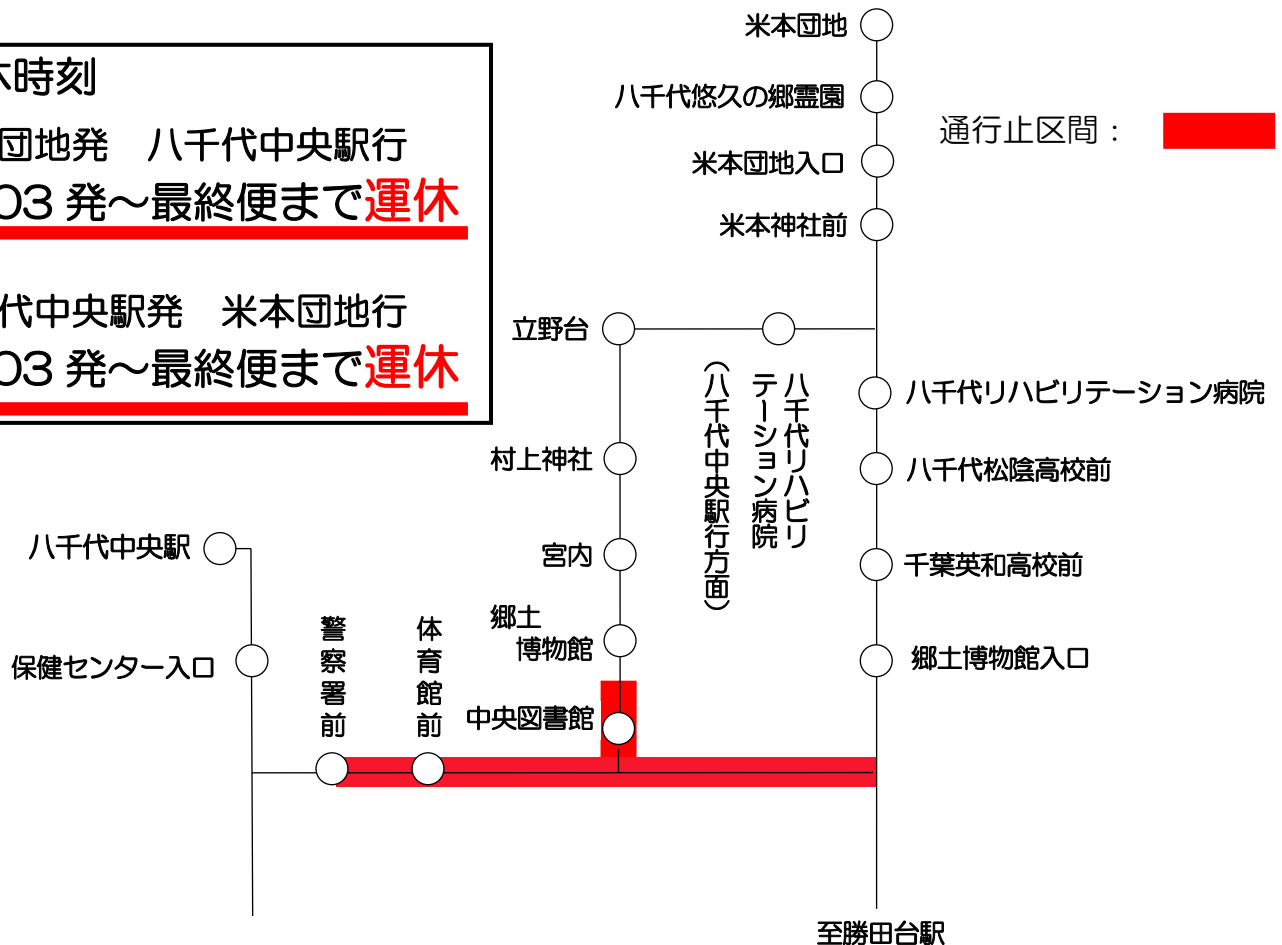 休時刻
団地発　八千代中央駅行
03発～最終便まで運休
代中央駅発　米本団地行
03発～最終便まで運休
米本団地
八千代悠久の郷霊園
通行止区間：
米本団地入口
米本神社前
立野台
八千代リハビリ
テーション病院
（八千代中央駅行方面）
八千代リハビリテーション病院
村上神社
八千代松陰高校前
八千代中央駅
宮内
千葉英和高校前
郷土
博物館
警察署前
体育館前
保健センター入口
郷土博物館入口
中央図書館
至勝田台駅